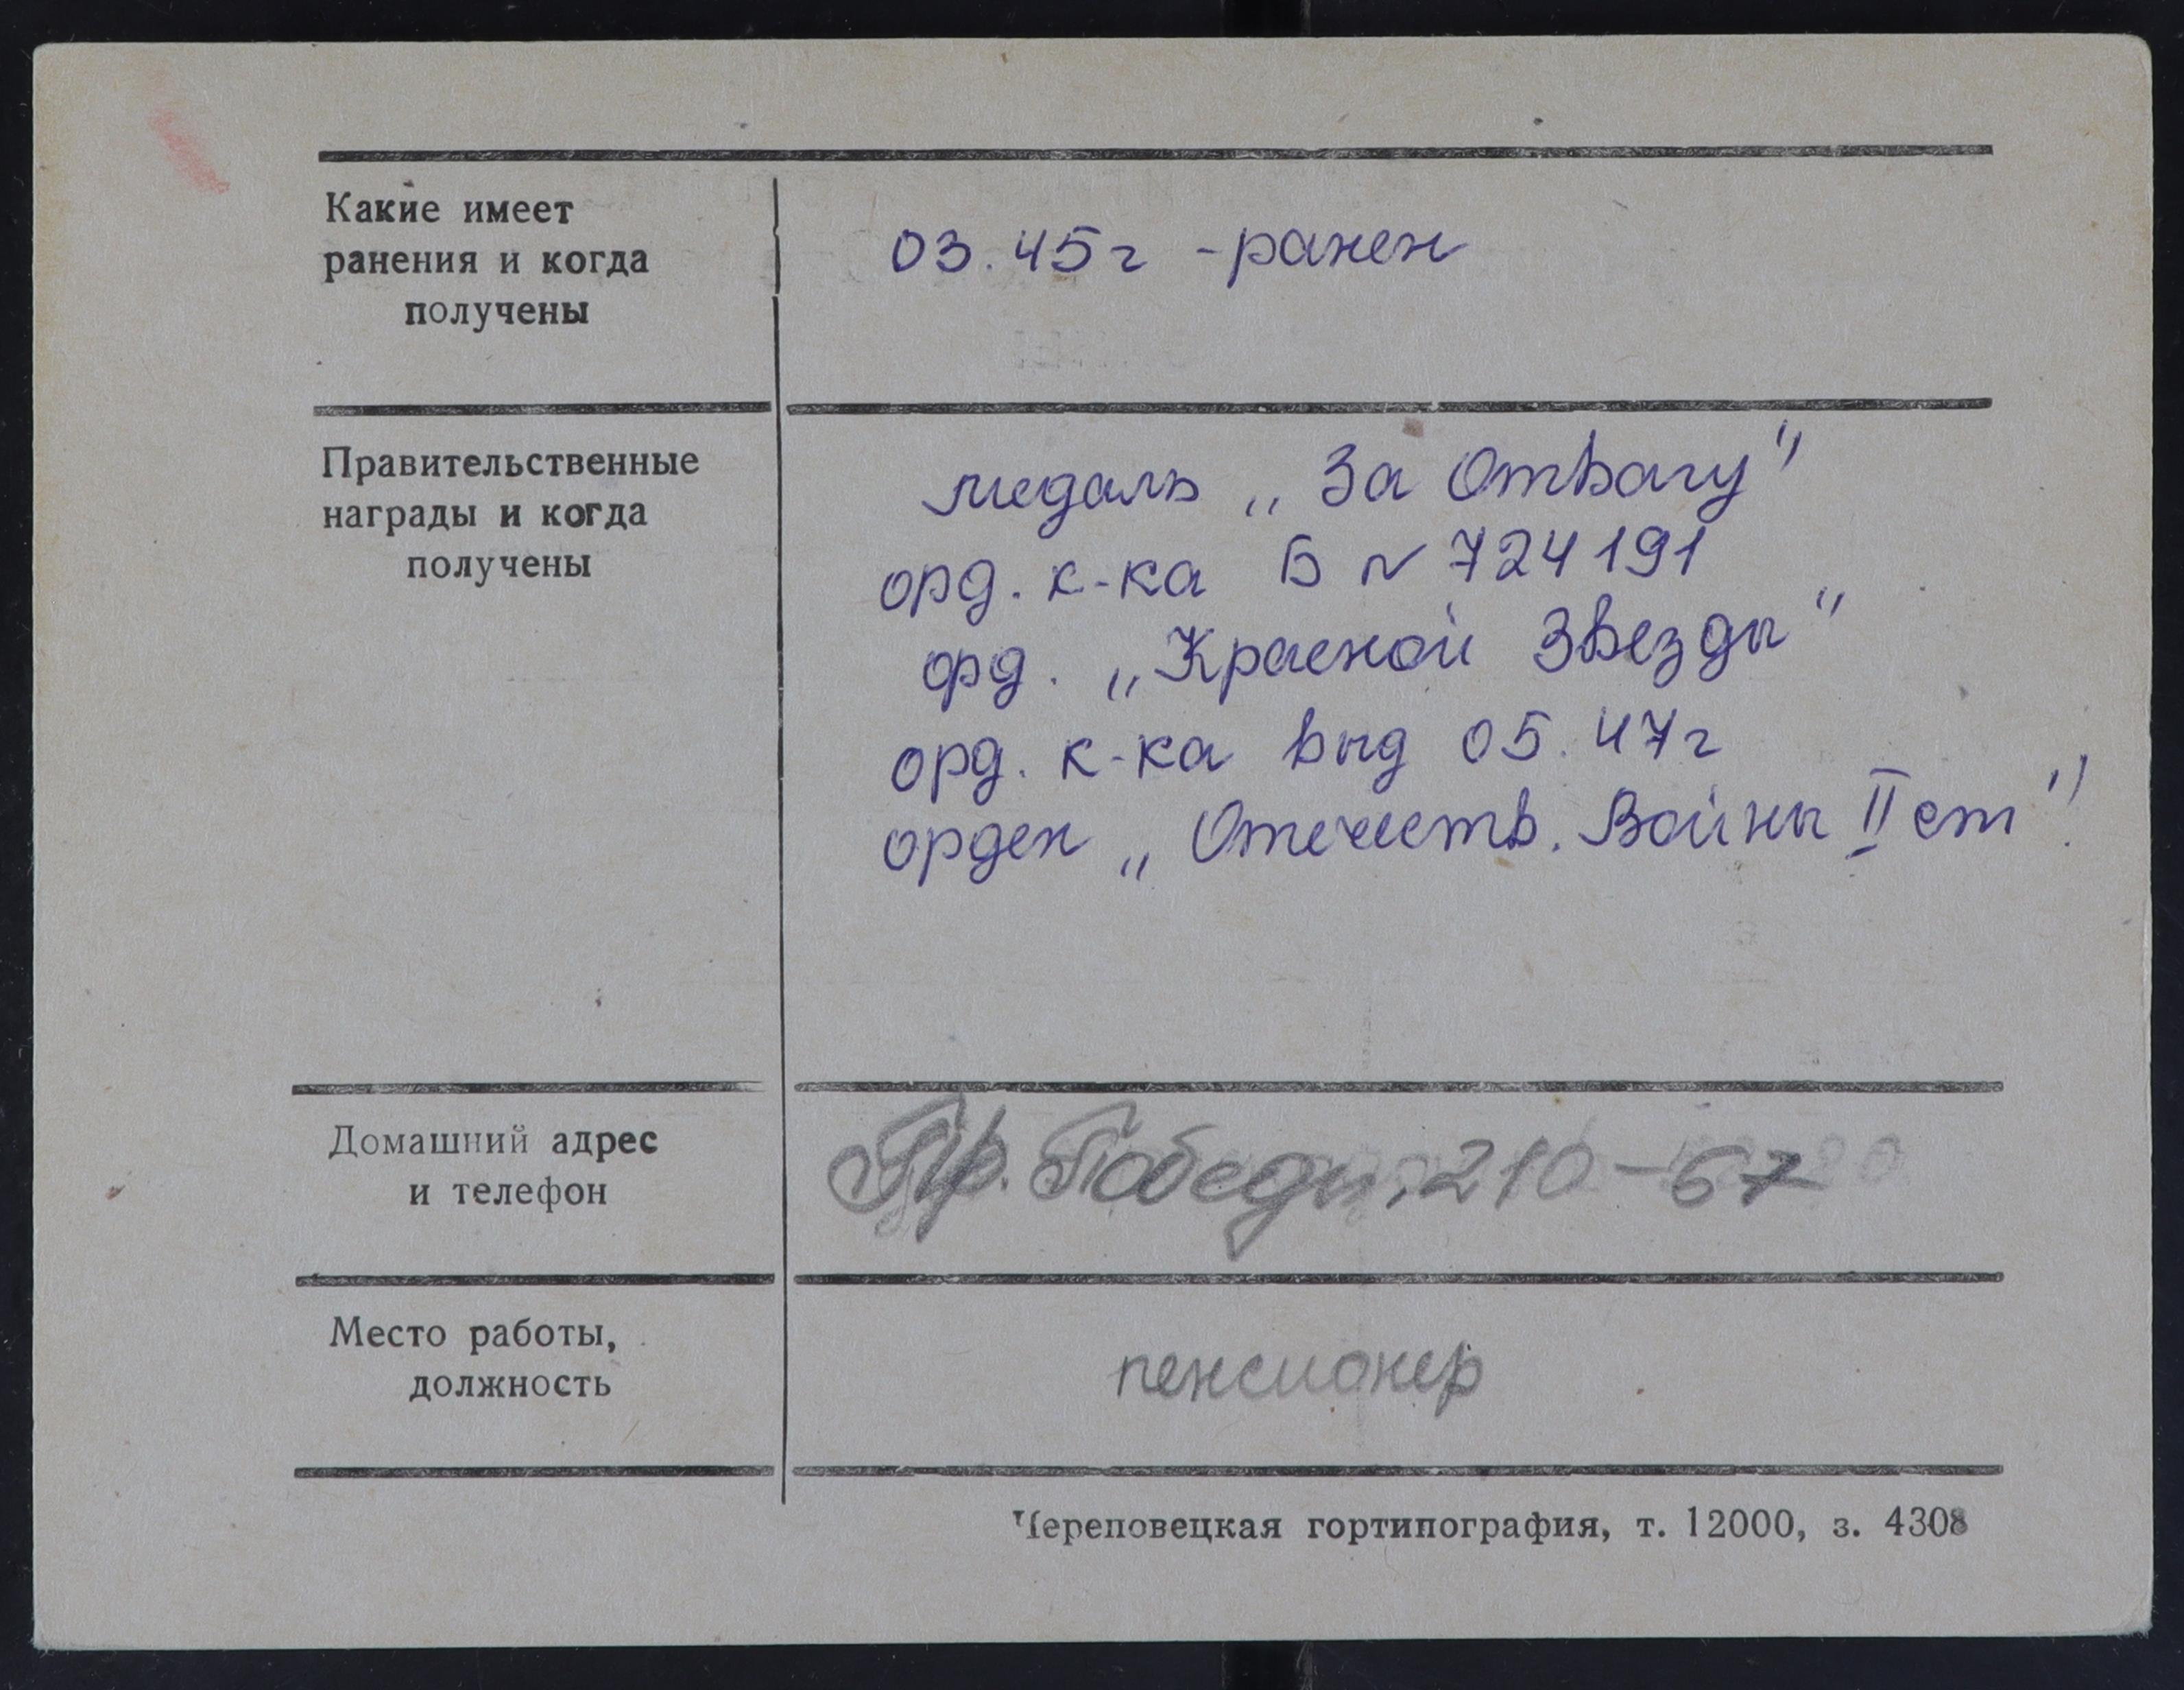 Какие имеет
ранения и когда
получены
03.45г - ранен
Правительственные
награды и когда
получены
медаль „За Отвагу"
орд. к-ка Б № 724191
орд. „Красной Звезды"
орд. к-ка выд 05.47г
орден „Отечеств. Войны II ст".
Домашний адрес
и телефон
Пр. Победы, 210-67
Место работы,
должность
пенсионер
Череповецкая гортипография, т. 12000, з. 4308